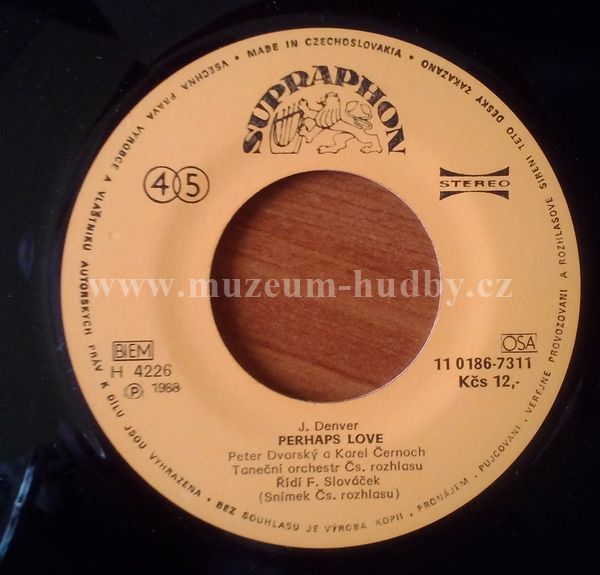 VŠECHNA PRÁVA VÝROBCE A VLASTNÍKŮ AUTORSKÝCH PRÁV K DÍLU JSOU VYHRAZENA • BEZ SOUHLASU JE VÝROBA KOPIÍ, PRONÁJEM, PŮJČOVÁNÍ, VEŘEJNÉ PROVOZOVÁNÍ A ROZHLASOVÉ ŠÍŘENÍ TÉTO DESKY ZAKÁZÁNO • MADE IN CZECHOSLOVAKIA •
SUPRAPHON
45
STEREO
www.muzeum-hudby.cz
BIEM
OSA
H 4226
11 0186-7311
℗ 1988
Kčs 12,-
J. Denver
PERHAPS LOVE
Peter Dvorský a Karel Černoch
Taneční orchestr Čs. rozhlasu
Řídí F. Slováček
(Snímek Čs. rozhlasu)